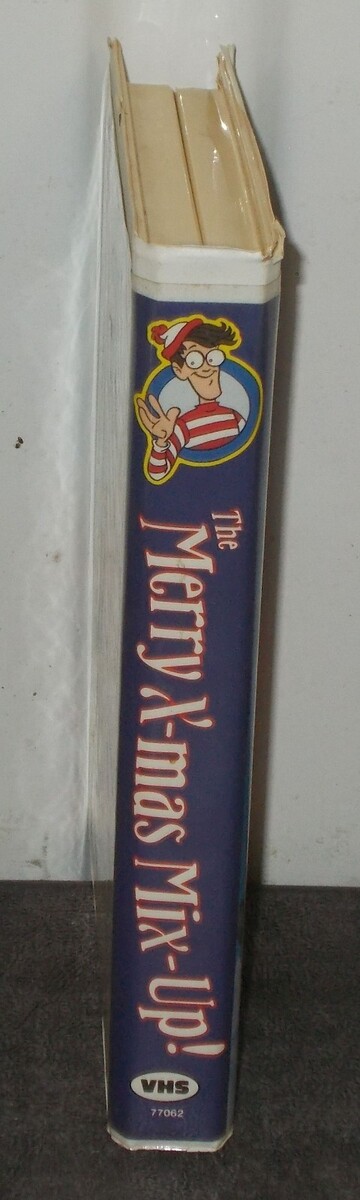 The
Merry X-mas Mix-Up!
VHS
77062